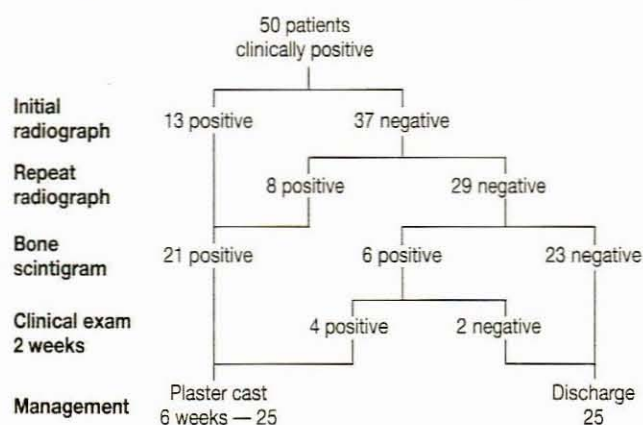 50 patients
clinically positive
Initial
radiograph
13 positive
37 negative
Repeat
radiograph
8 positive
29 negative
Bone
scintigram
21 positive
6 positive
23 negative
Clinical exam
2 weeks
4 positive
2 negative
Management
Plaster cast
6 weeks — 25
Discharge
25